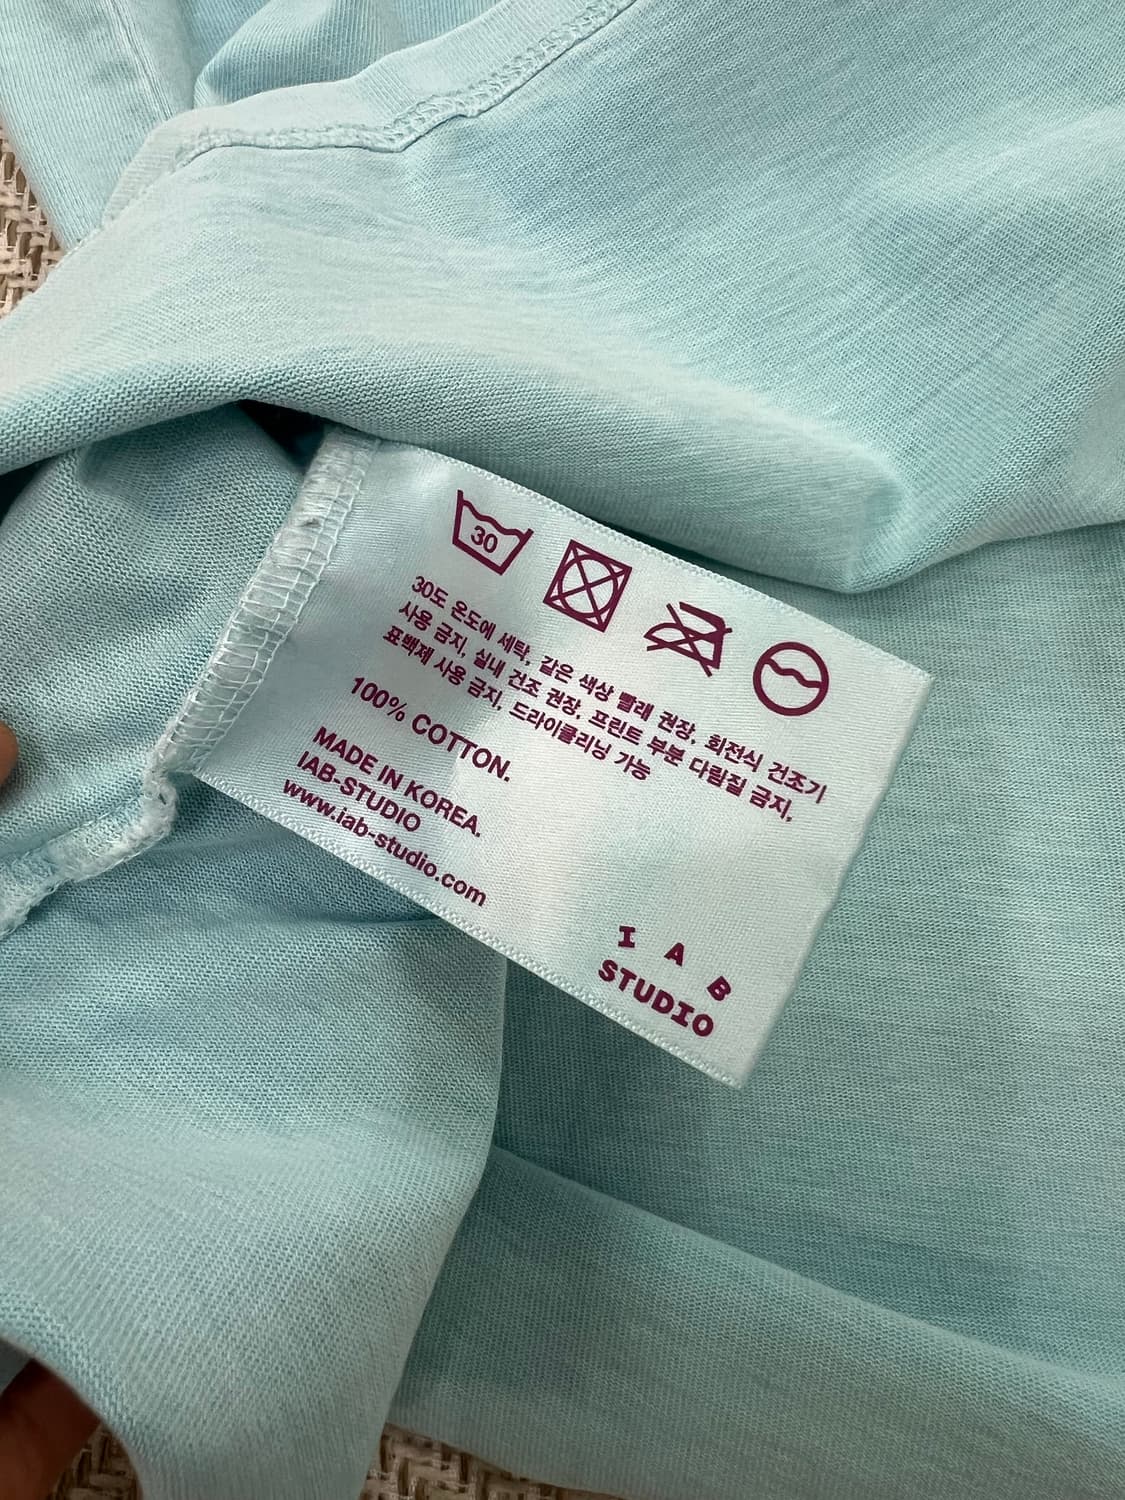 30
30도 온도에 세탁, 같은 색상 빨래 권장, 회전식 건조기
사용 금지, 실내 건조 권장, 프린트 부분 다림질 금지,
표백제 사용 금지, 드라이클리닝 가능
100% COTTON.
MADE IN KOREA.
IAB-STUDIO
www.iab-studio.com
I A B
STUDIO